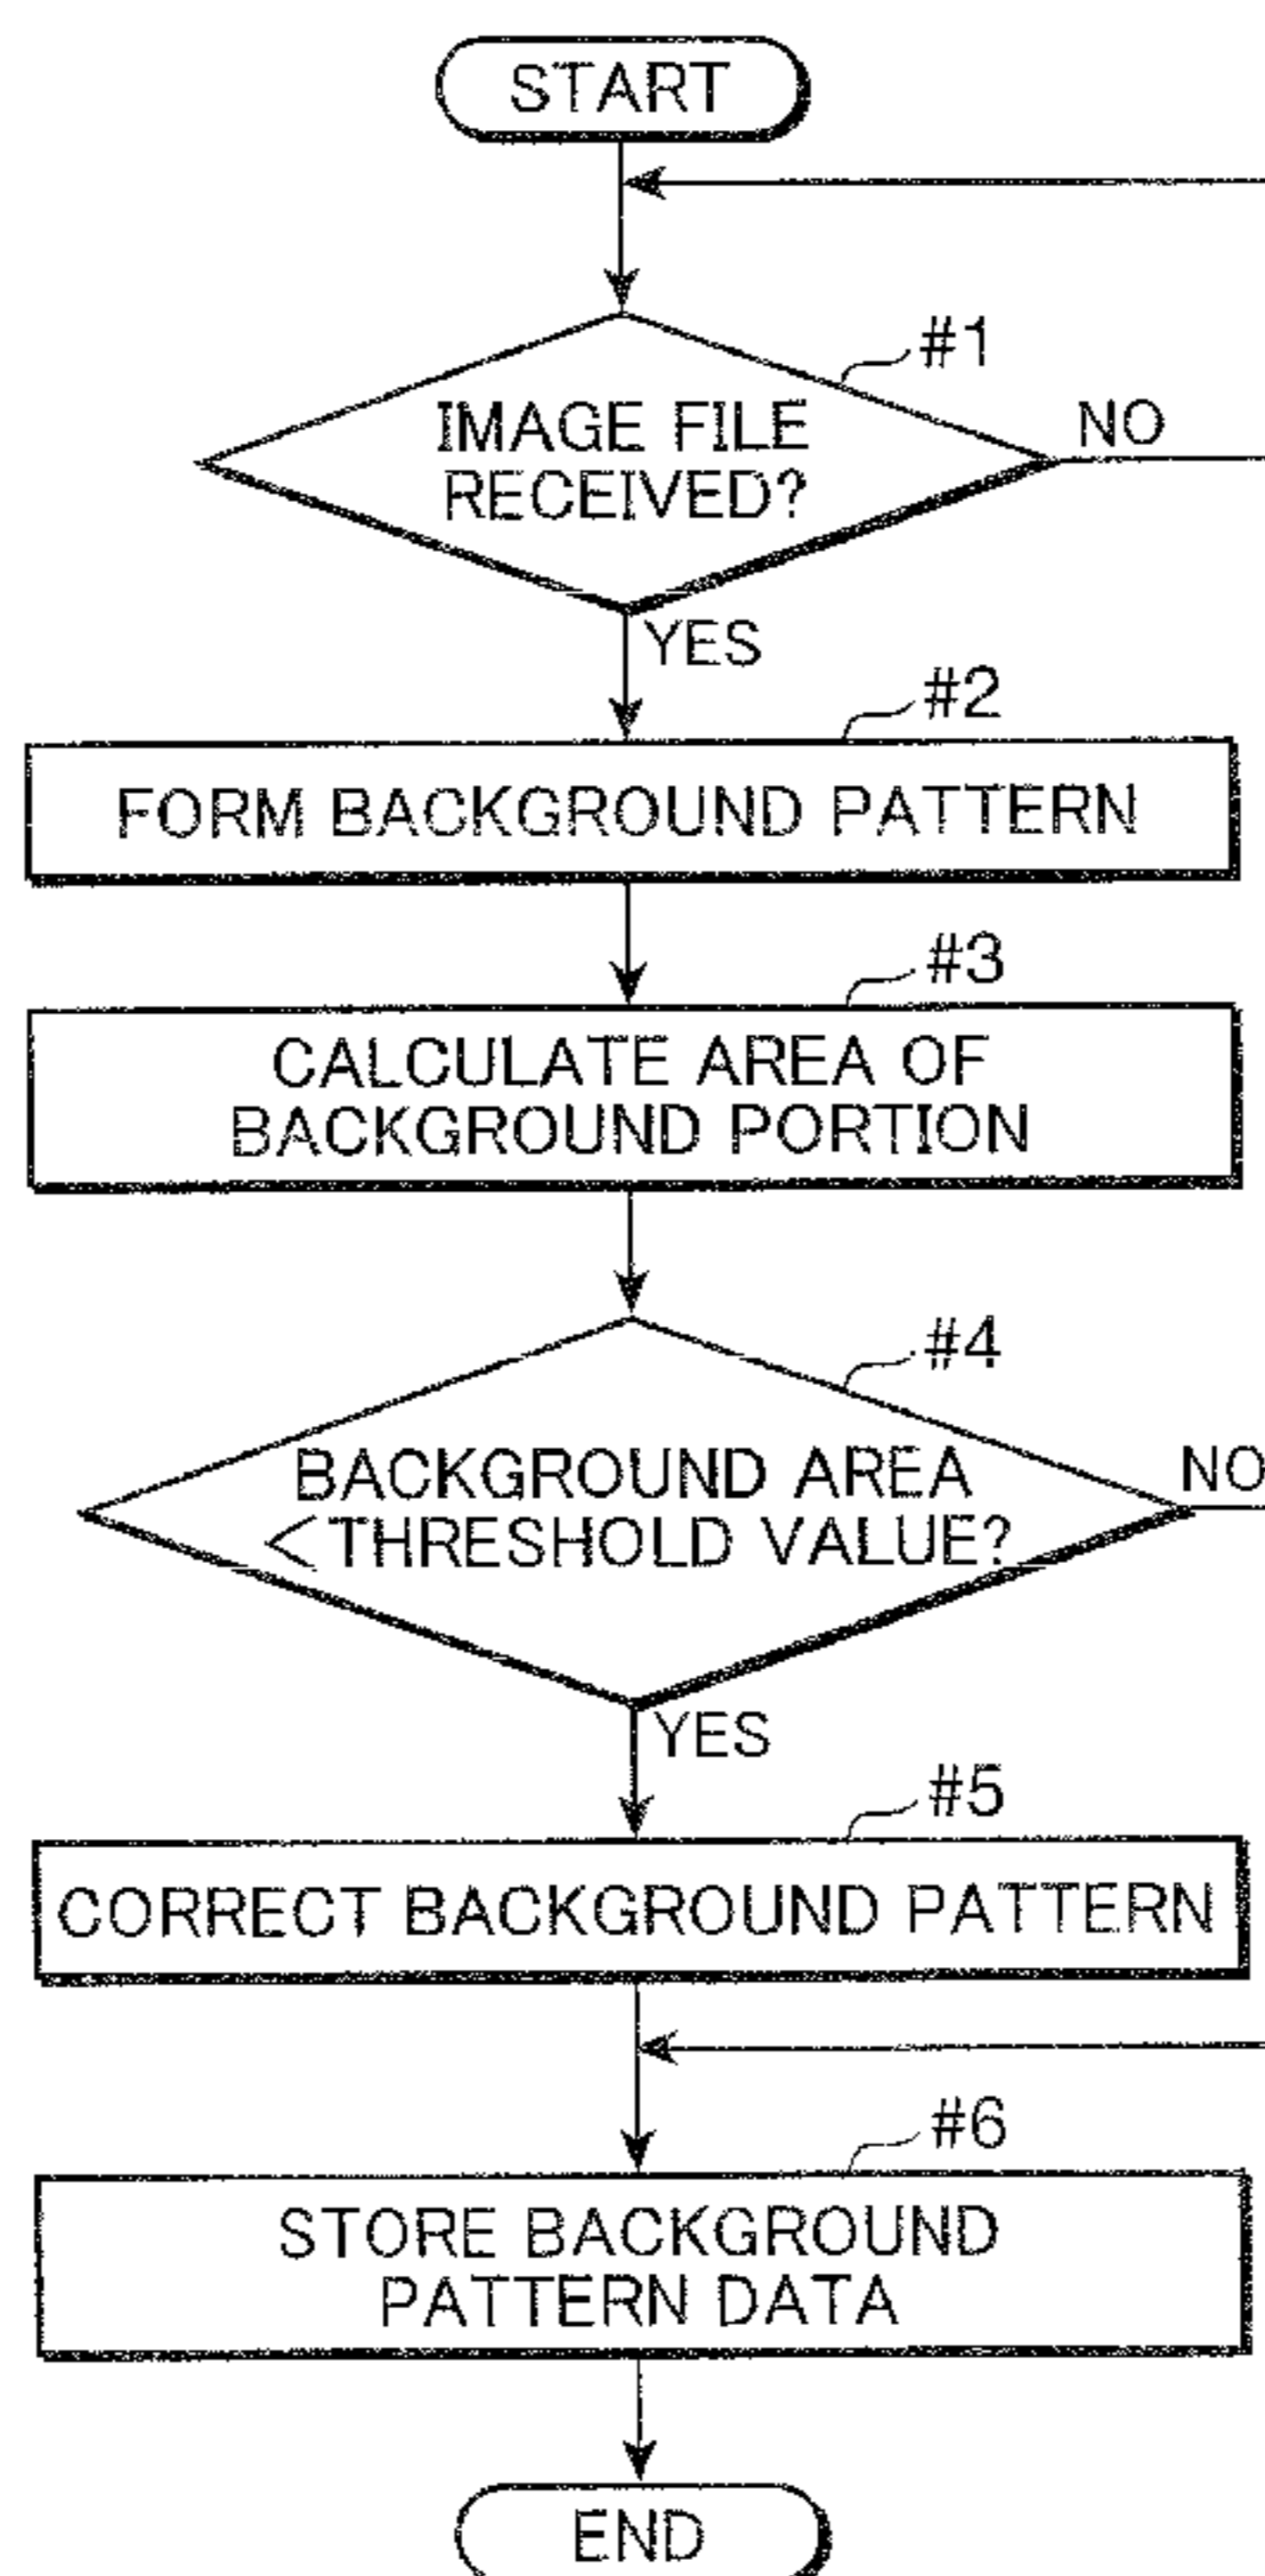 START
#1
IMAGE FILE
RECEIVED?
NO
YES
#2
FORM BACKGROUND PATTERN
#3
CALCULATE AREA OF
BACKGROUND PORTION
#4
BACKGROUND AREA
<THRESHOLD VALUE?
NO
YES
#5
CORRECT BACKGROUND PATTERN
#6
STORE BACKGROUND
PATTERN DATA
END